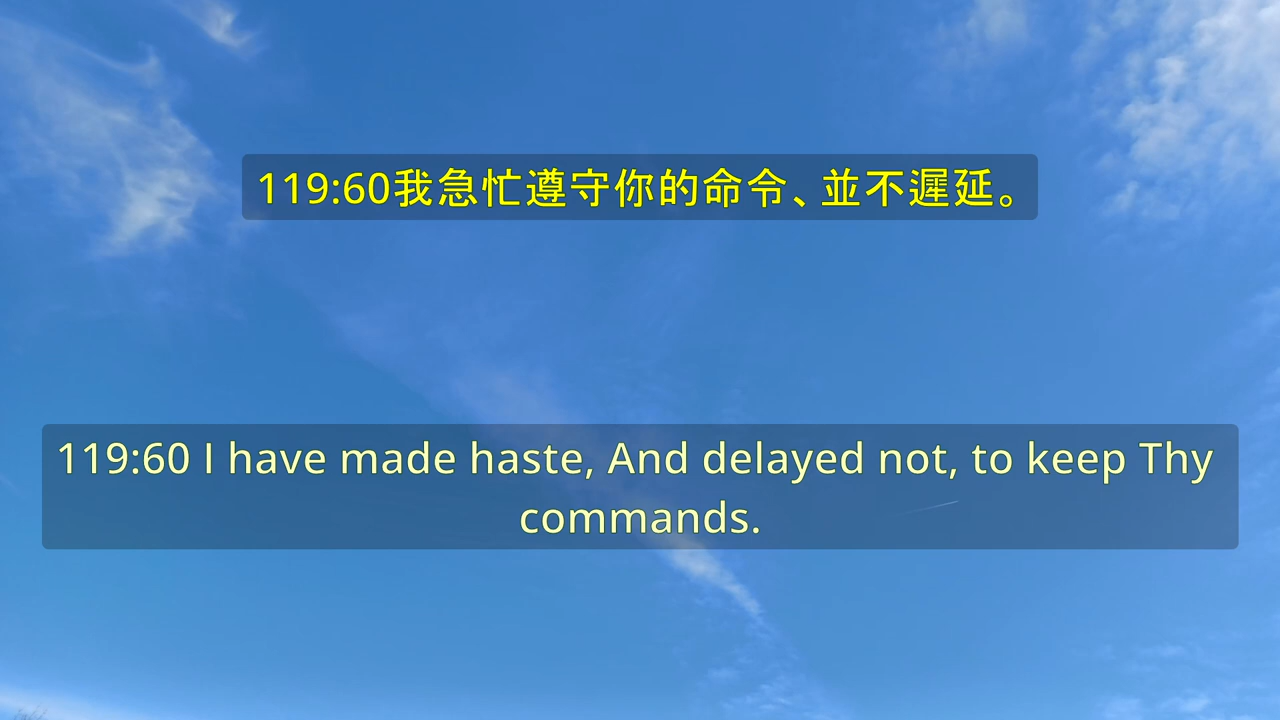 119:60我急忙遵守你的命令、並不遲延。
119:60 I have made haste, And delayed not, to keep Thy
commands.